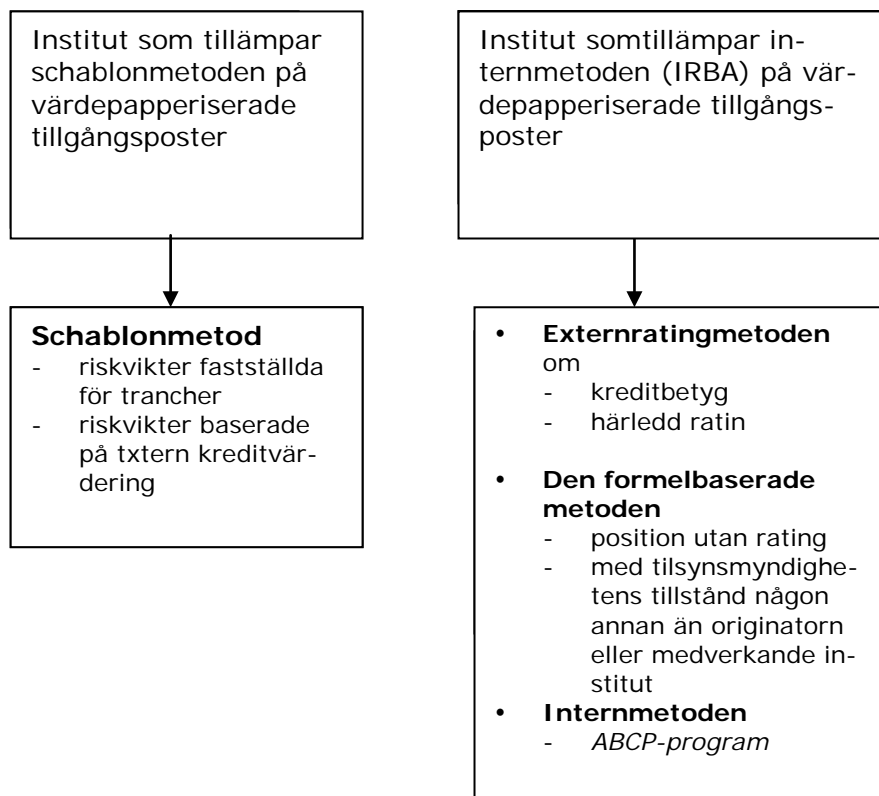 Institut som tillämpar
schablonmetoden på
värdepapperiserade
tillgångsposter
Institut somtillämpar in-
ternmetoden (IRBA) på vär-
depapperiserade tillgångs-
poster
Schablonmetod
- riskvikter fastställda
för trancher
- riskvikter baserade
på txtern kreditvär-
dering
• Externratingmetoden
om
- kreditbetyg
- härledd ratin
• Den formelbaserade
metoden
- position utan rating
- med tilsynsmyndighe-
tens tillstånd någon
annan än originatorn
eller medverkande in-
stitut
• Internmetoden
- ABCP-program